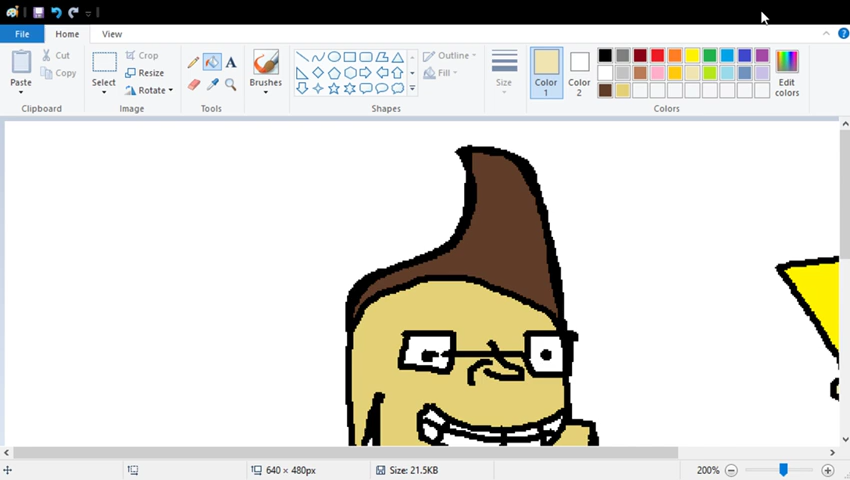 File Home View
Paste
Cut
Copy
Clipboard
Select
Crop
Resize
Rotate
Image
A
Tools
Brushes
Outline
Fill
Shapes
Size
Color
1
Color
2
Edit
colors
Colors
640 × 480px
Size: 21.5KB
200%